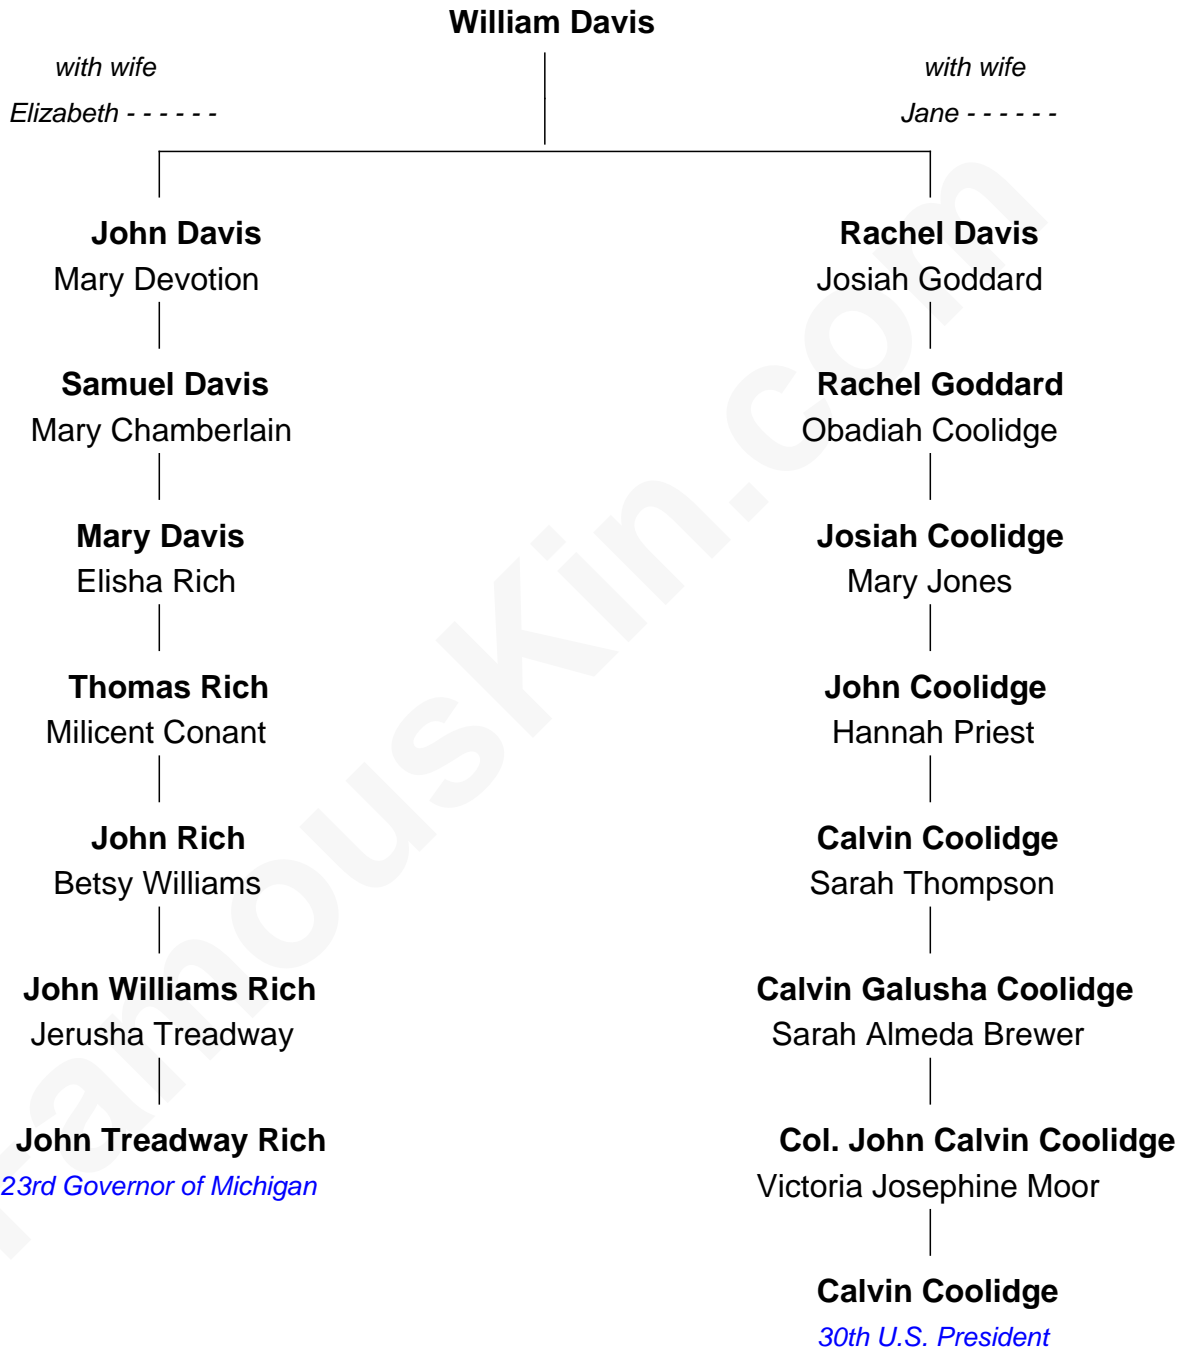 William Davis
with wife
Elizabeth - - - - - -
with wife
Jane - - - - - -
John Davis
Mary Devotion
Rachel Davis
Josiah Goddard
Samuel Davis
Mary Chamberlain
Rachel Goddard
Obadiah Coolidge
Mary Davis
Elisha Rich
Josiah Coolidge
Mary Jones
Thomas Rich
Milicent Conant
John Coolidge
Hannah Priest
John Rich
Betsy Williams
Calvin Coolidge
Sarah Thompson
John Williams Rich
Jerusha Treadway
Calvin Galusha Coolidge
Sarah Almeda Brewer
John Treadway Rich
23rd Governor of Michigan
Col. John Calvin Coolidge
Victoria Josephine Moor
Calvin Coolidge
30th U.S. President
FamousKin.com